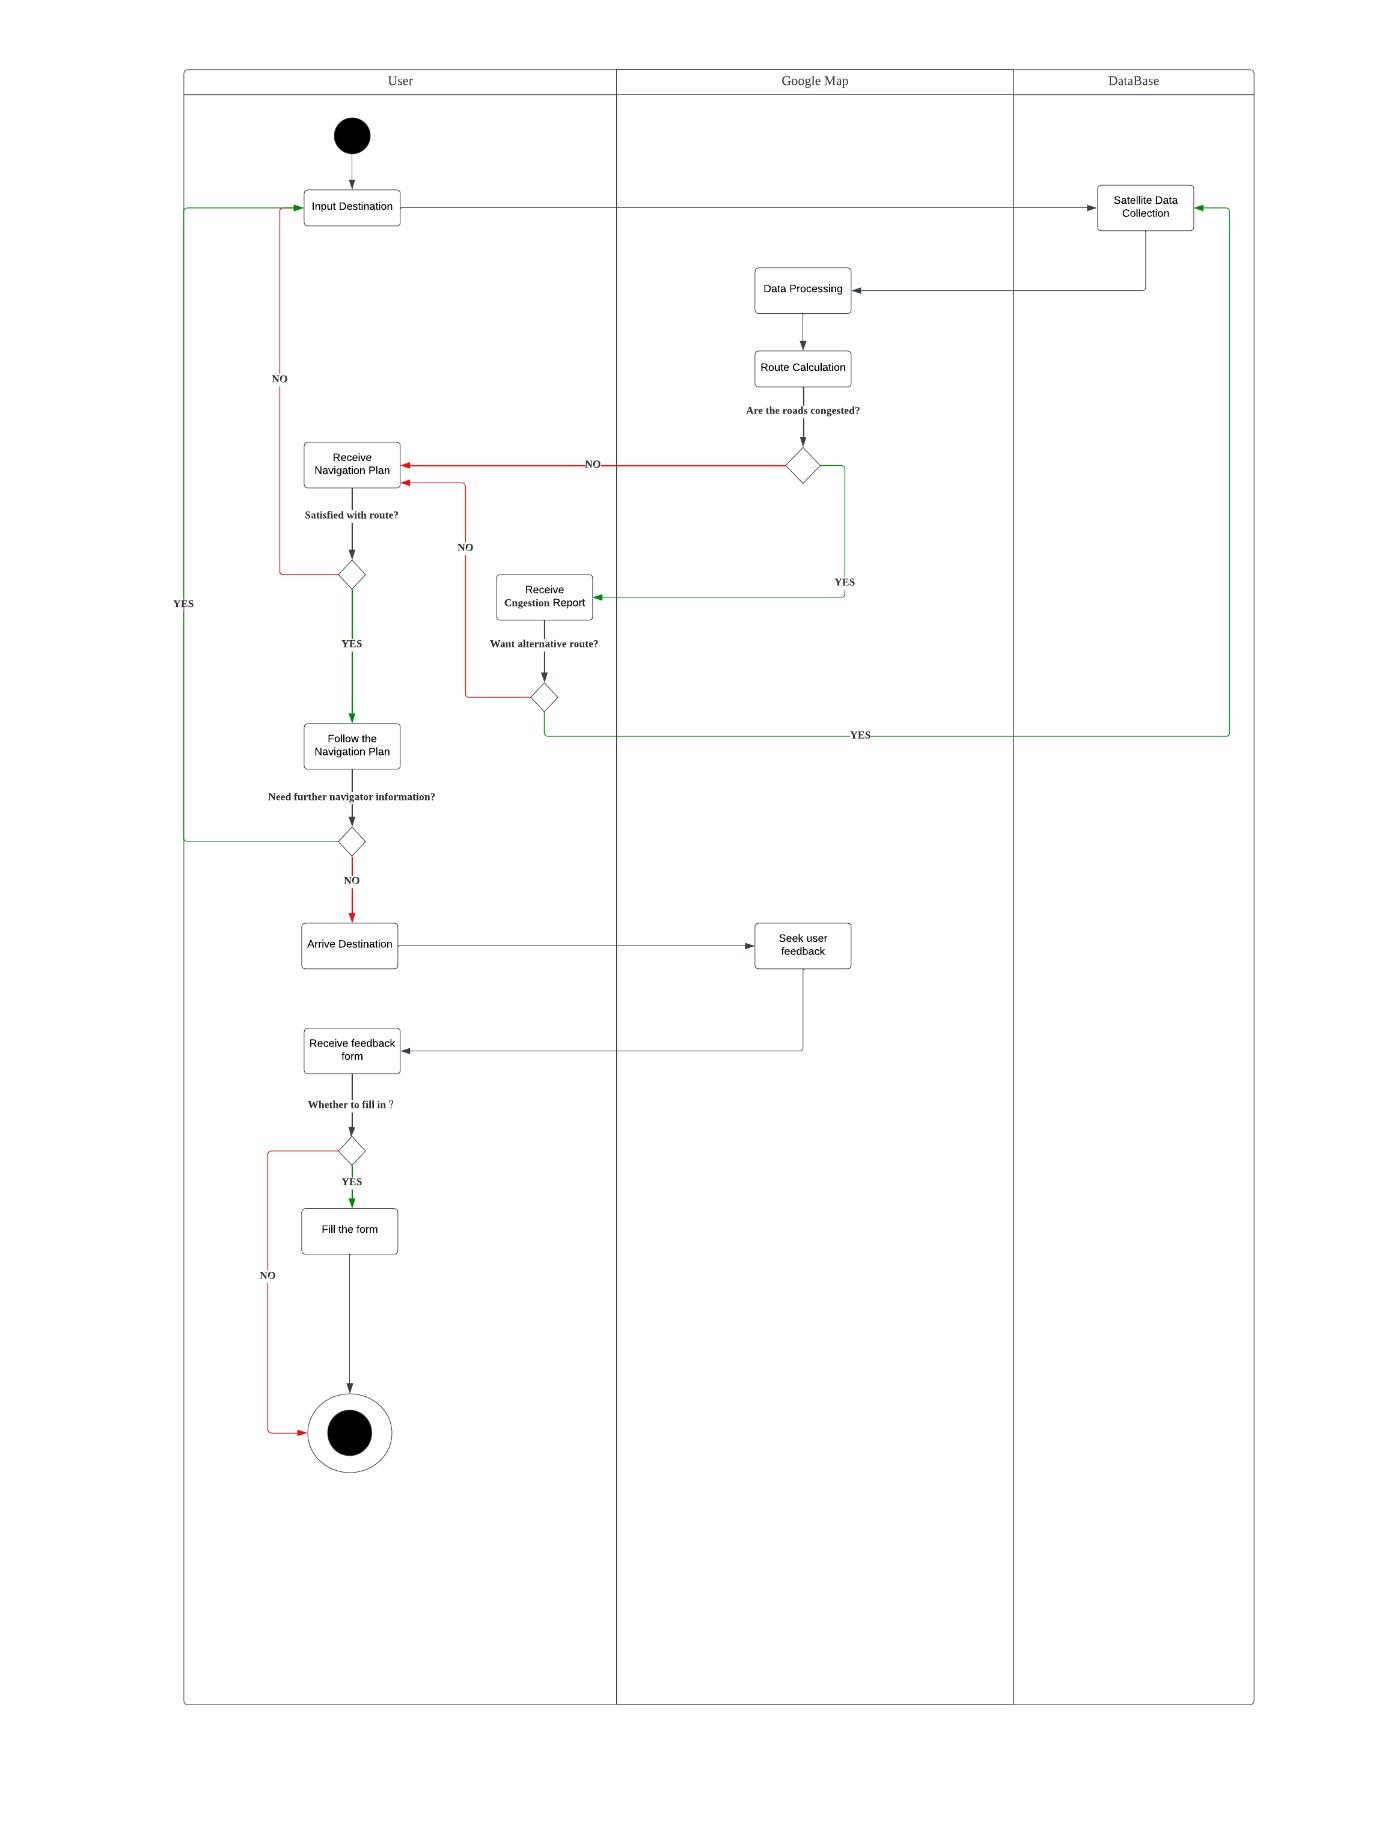 User
Google Map
DataBase
Input Destination
Satellite Data
Collection
Data Processing
Route Calculation
NO
Are the roads congested?
Receive
Navigation Plan
NO
Satisfied with route?
NO
YES
Receive
Cngestion Report
YES
YES
Want alternative route?
YES
Follow the
Navigation Plan
Need further navigator information?
NO
Arrive Destination
Seek user
feedback
Receive feedback
form
Whether to fill in？
YES
Fill the form
NO